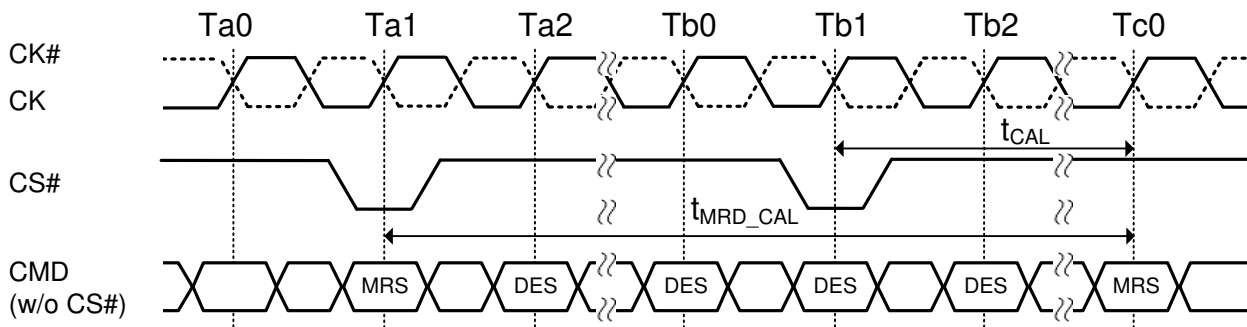 Ta0 Ta1 Ta2 Tb0 Tb1 Tb2 Tc0
CK#
CK
tCAL
CS#
tMRD_CAL
CMD
(w/o CS#)
MRS DES DES DES DES MRS